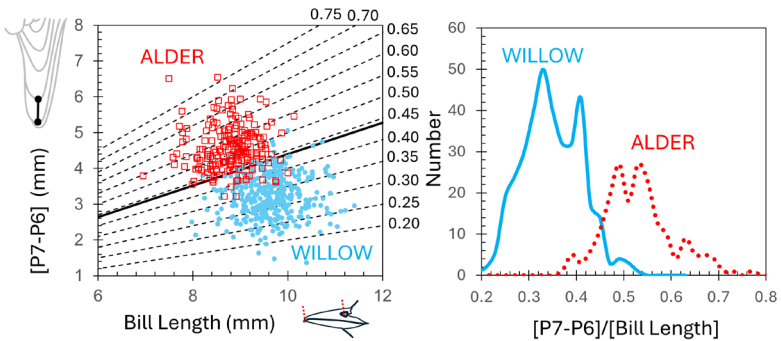 0.75 0.70
8
7
6
5
4
3
2
1
ALDER
WILLOW
0.65
0.60
0.55
0.50
0.45
0.40
0.35
0.30
0.25
0.20
[P7-P6] (mm)
6 8 10 12
Bill Length (mm)
60
50
40
30
20
10
0
Number
WILLOW
ALDER
0.2 0.3 0.4 0.5 0.6 0.7 0.8
[P7-P6]/[Bill Length]